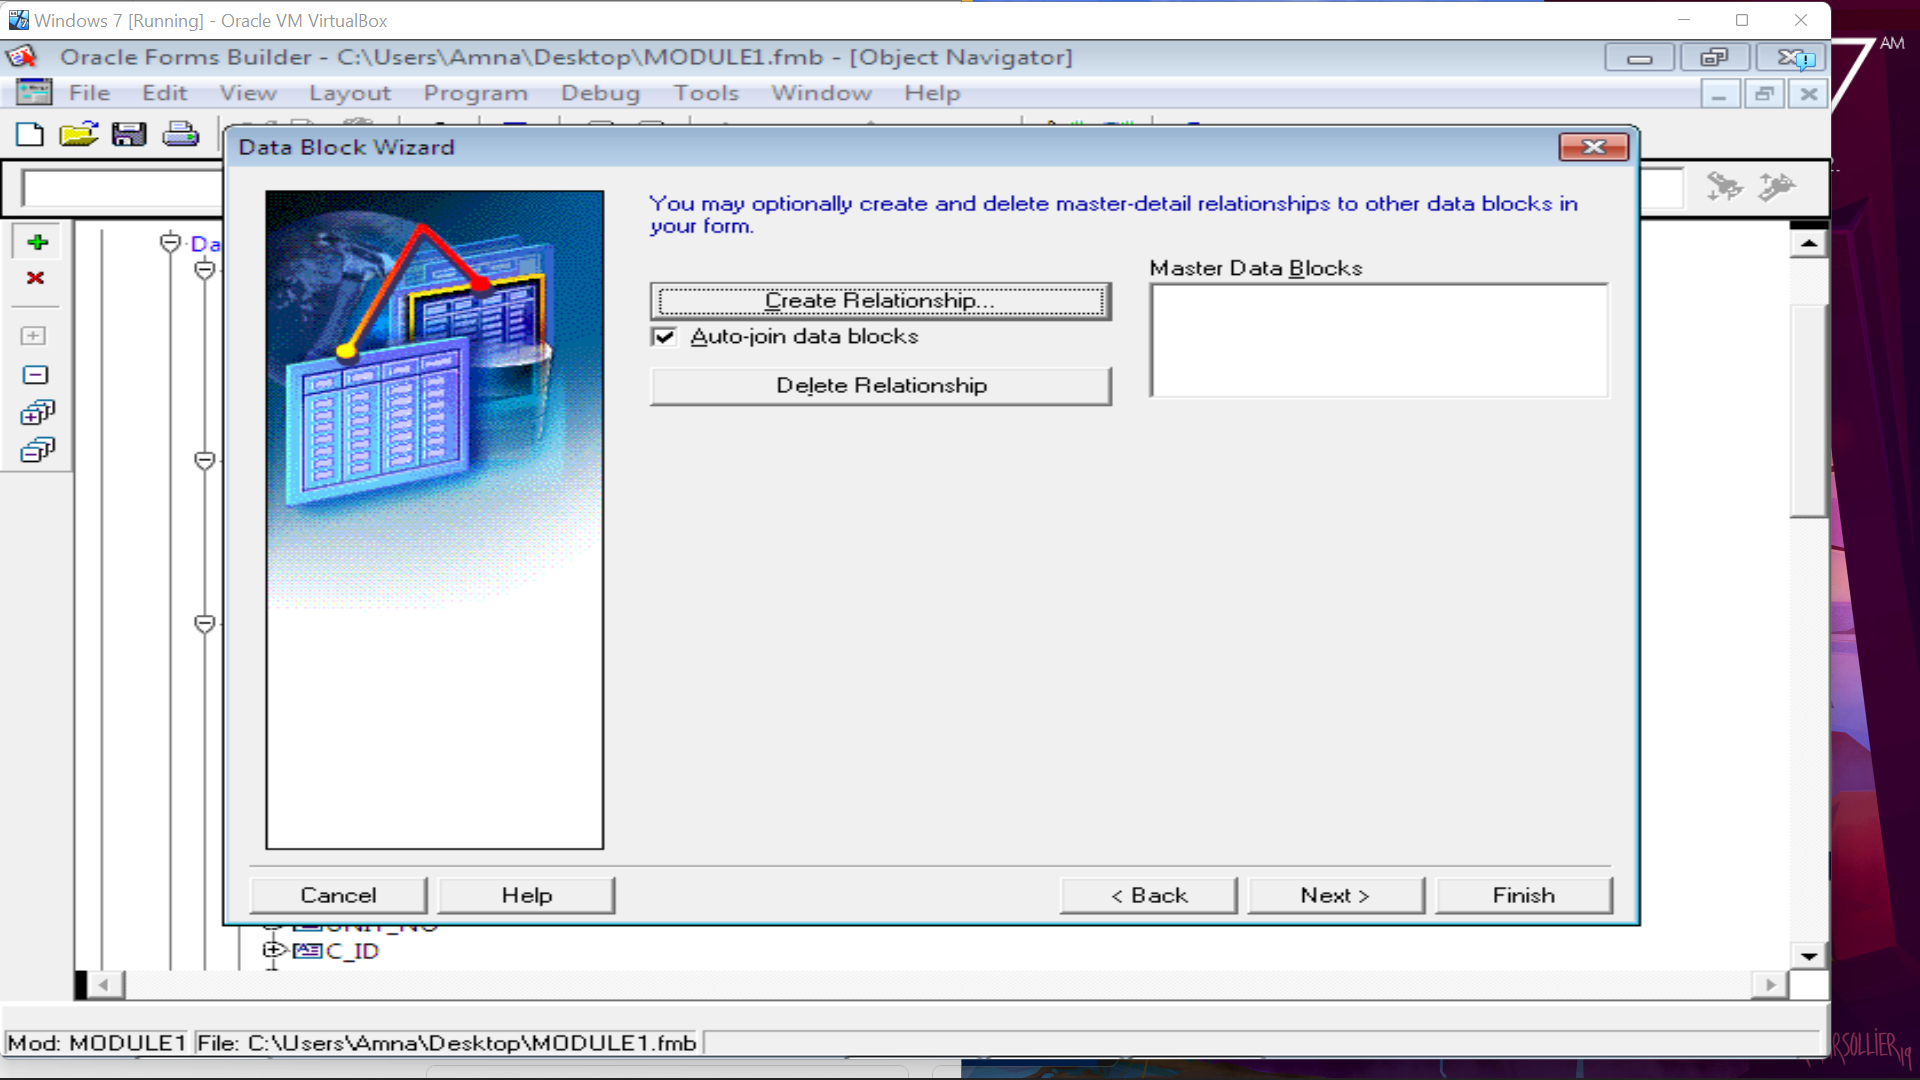 Windows 7 [Running] - Oracle VM VirtualBox
AM
Oracle Forms Builder - C:\Users\Amna\Desktop\MODULE1.fmb - [Object Navigator]
File Edit View Layout Program Debug Tools Window Help
Data Block Wizard
You may optionally create and delete master-detail relationships to other data blocks in
your form.
Da
Master Data Blocks
Create Relationship...
Auto-join data blocks
Delete Relationship
Cancel Help < Back Next > Finish
UNIT_NO
C_ID
Mod: MODULE1 File: C:\Users\Amna\Desktop\MODULE1.fmb